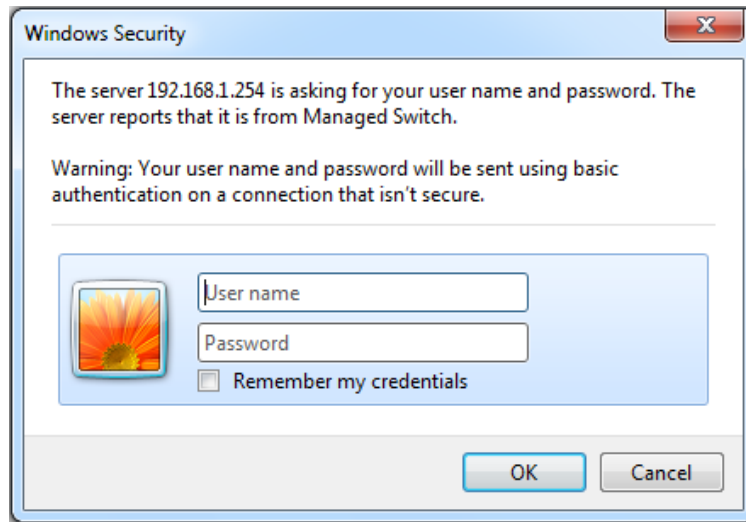 Windows Security
The server 192.168.1.254 is asking for your user name and password. The
server reports that it is from Managed Switch.
Warning: Your user name and password will be sent using basic
authentication on a connection that isn't secure.
User name
Password
Remember my credentials
OK
Cancel